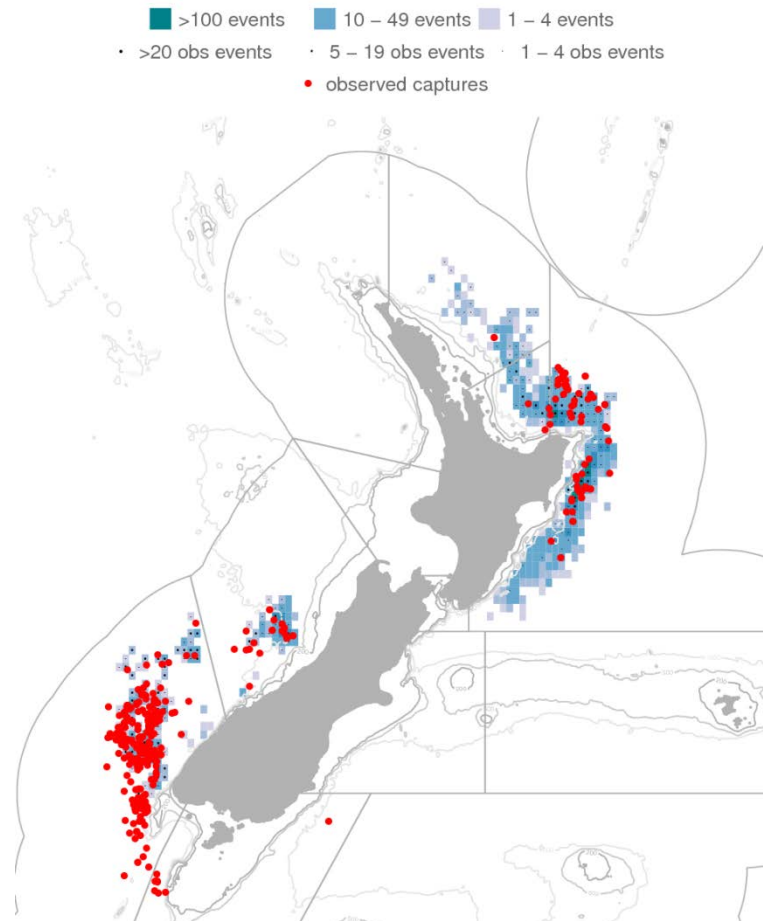 >100 events 10 – 49 events 1 – 4 events
>20 obs events 5 – 19 obs events 1 – 4 obs events
observed captures